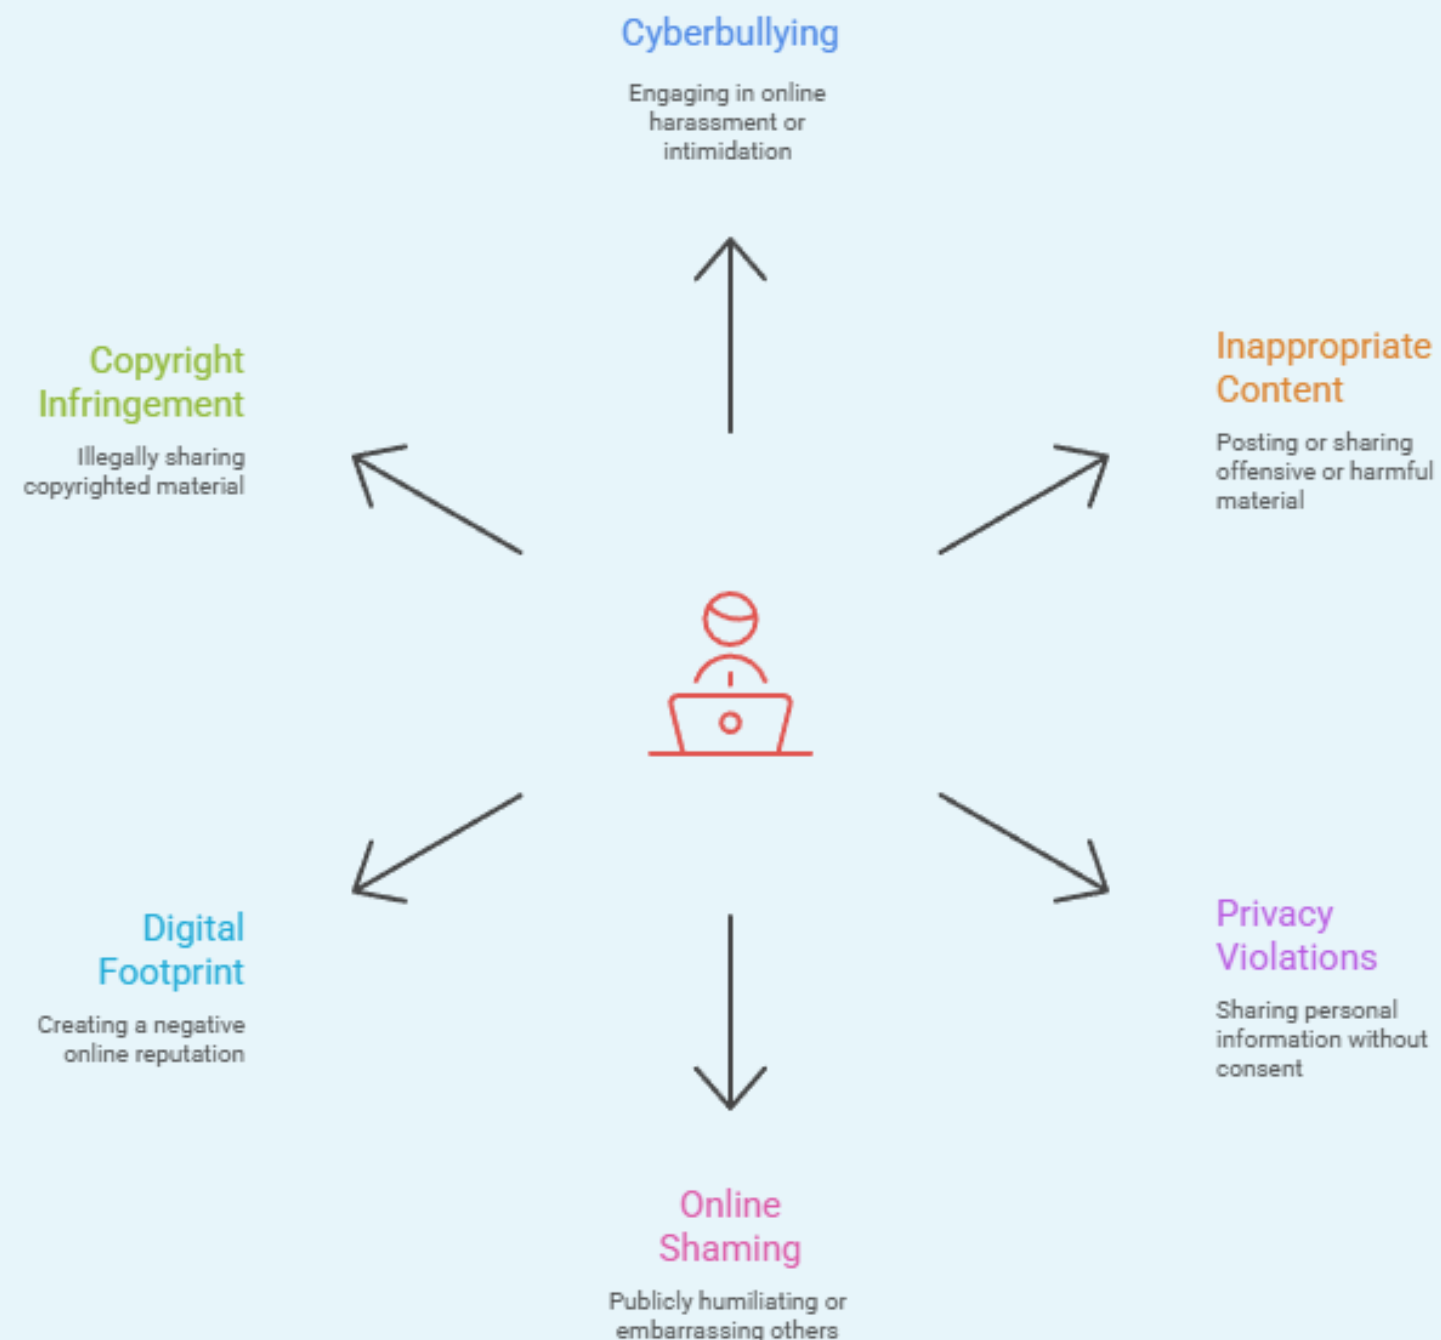 Cyberbullying
Engaging in online
harassment or
intimidation
Inappropriate
Content
Posting or sharing
offensive or harmful
material
Privacy
Violations
Sharing personal
information without
consent
Online
Shaming
Publicly humiliating or
embarrassing others
Digital
Footprint
Creating a negative
online reputation
Copyright
Infringement
Illegally sharing
copyrighted material